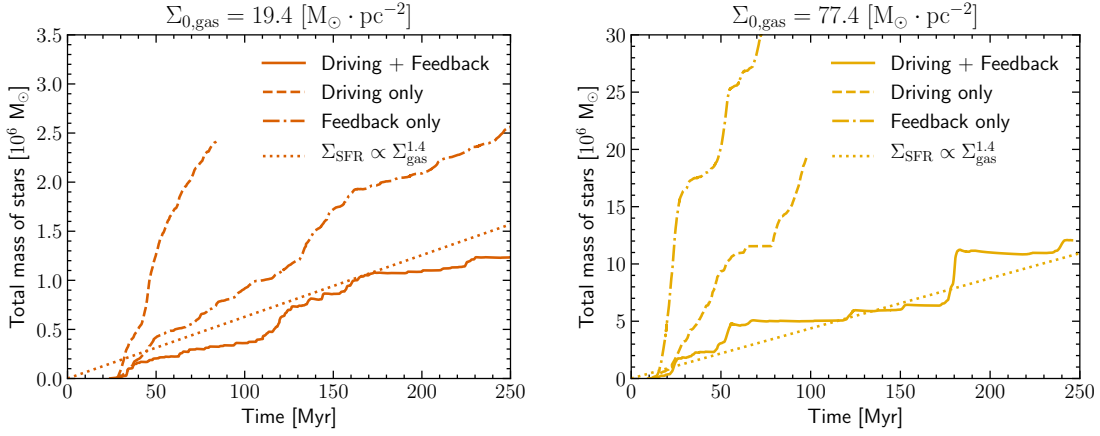 Σ0,gas = 19.4 [M⊙ · pc−2]
3.5
3.0
2.5
2.0
1.5
1.0
0.5
0.0
Total mass of stars [10^6 M⊙]
Driving + Feedback
Driving only
Feedback only
ΣSFR ∝ Σgas^1.4
0 50 100 150 200 250
Time [Myr]
Σ0,gas = 77.4 [M⊙ · pc−2]
30
25
20
15
10
5
0
Total mass of stars [10^6 M⊙]
Driving + Feedback
Driving only
Feedback only
ΣSFR ∝ Σgas^1.4
0 50 100 150 200 250
Time [Myr]